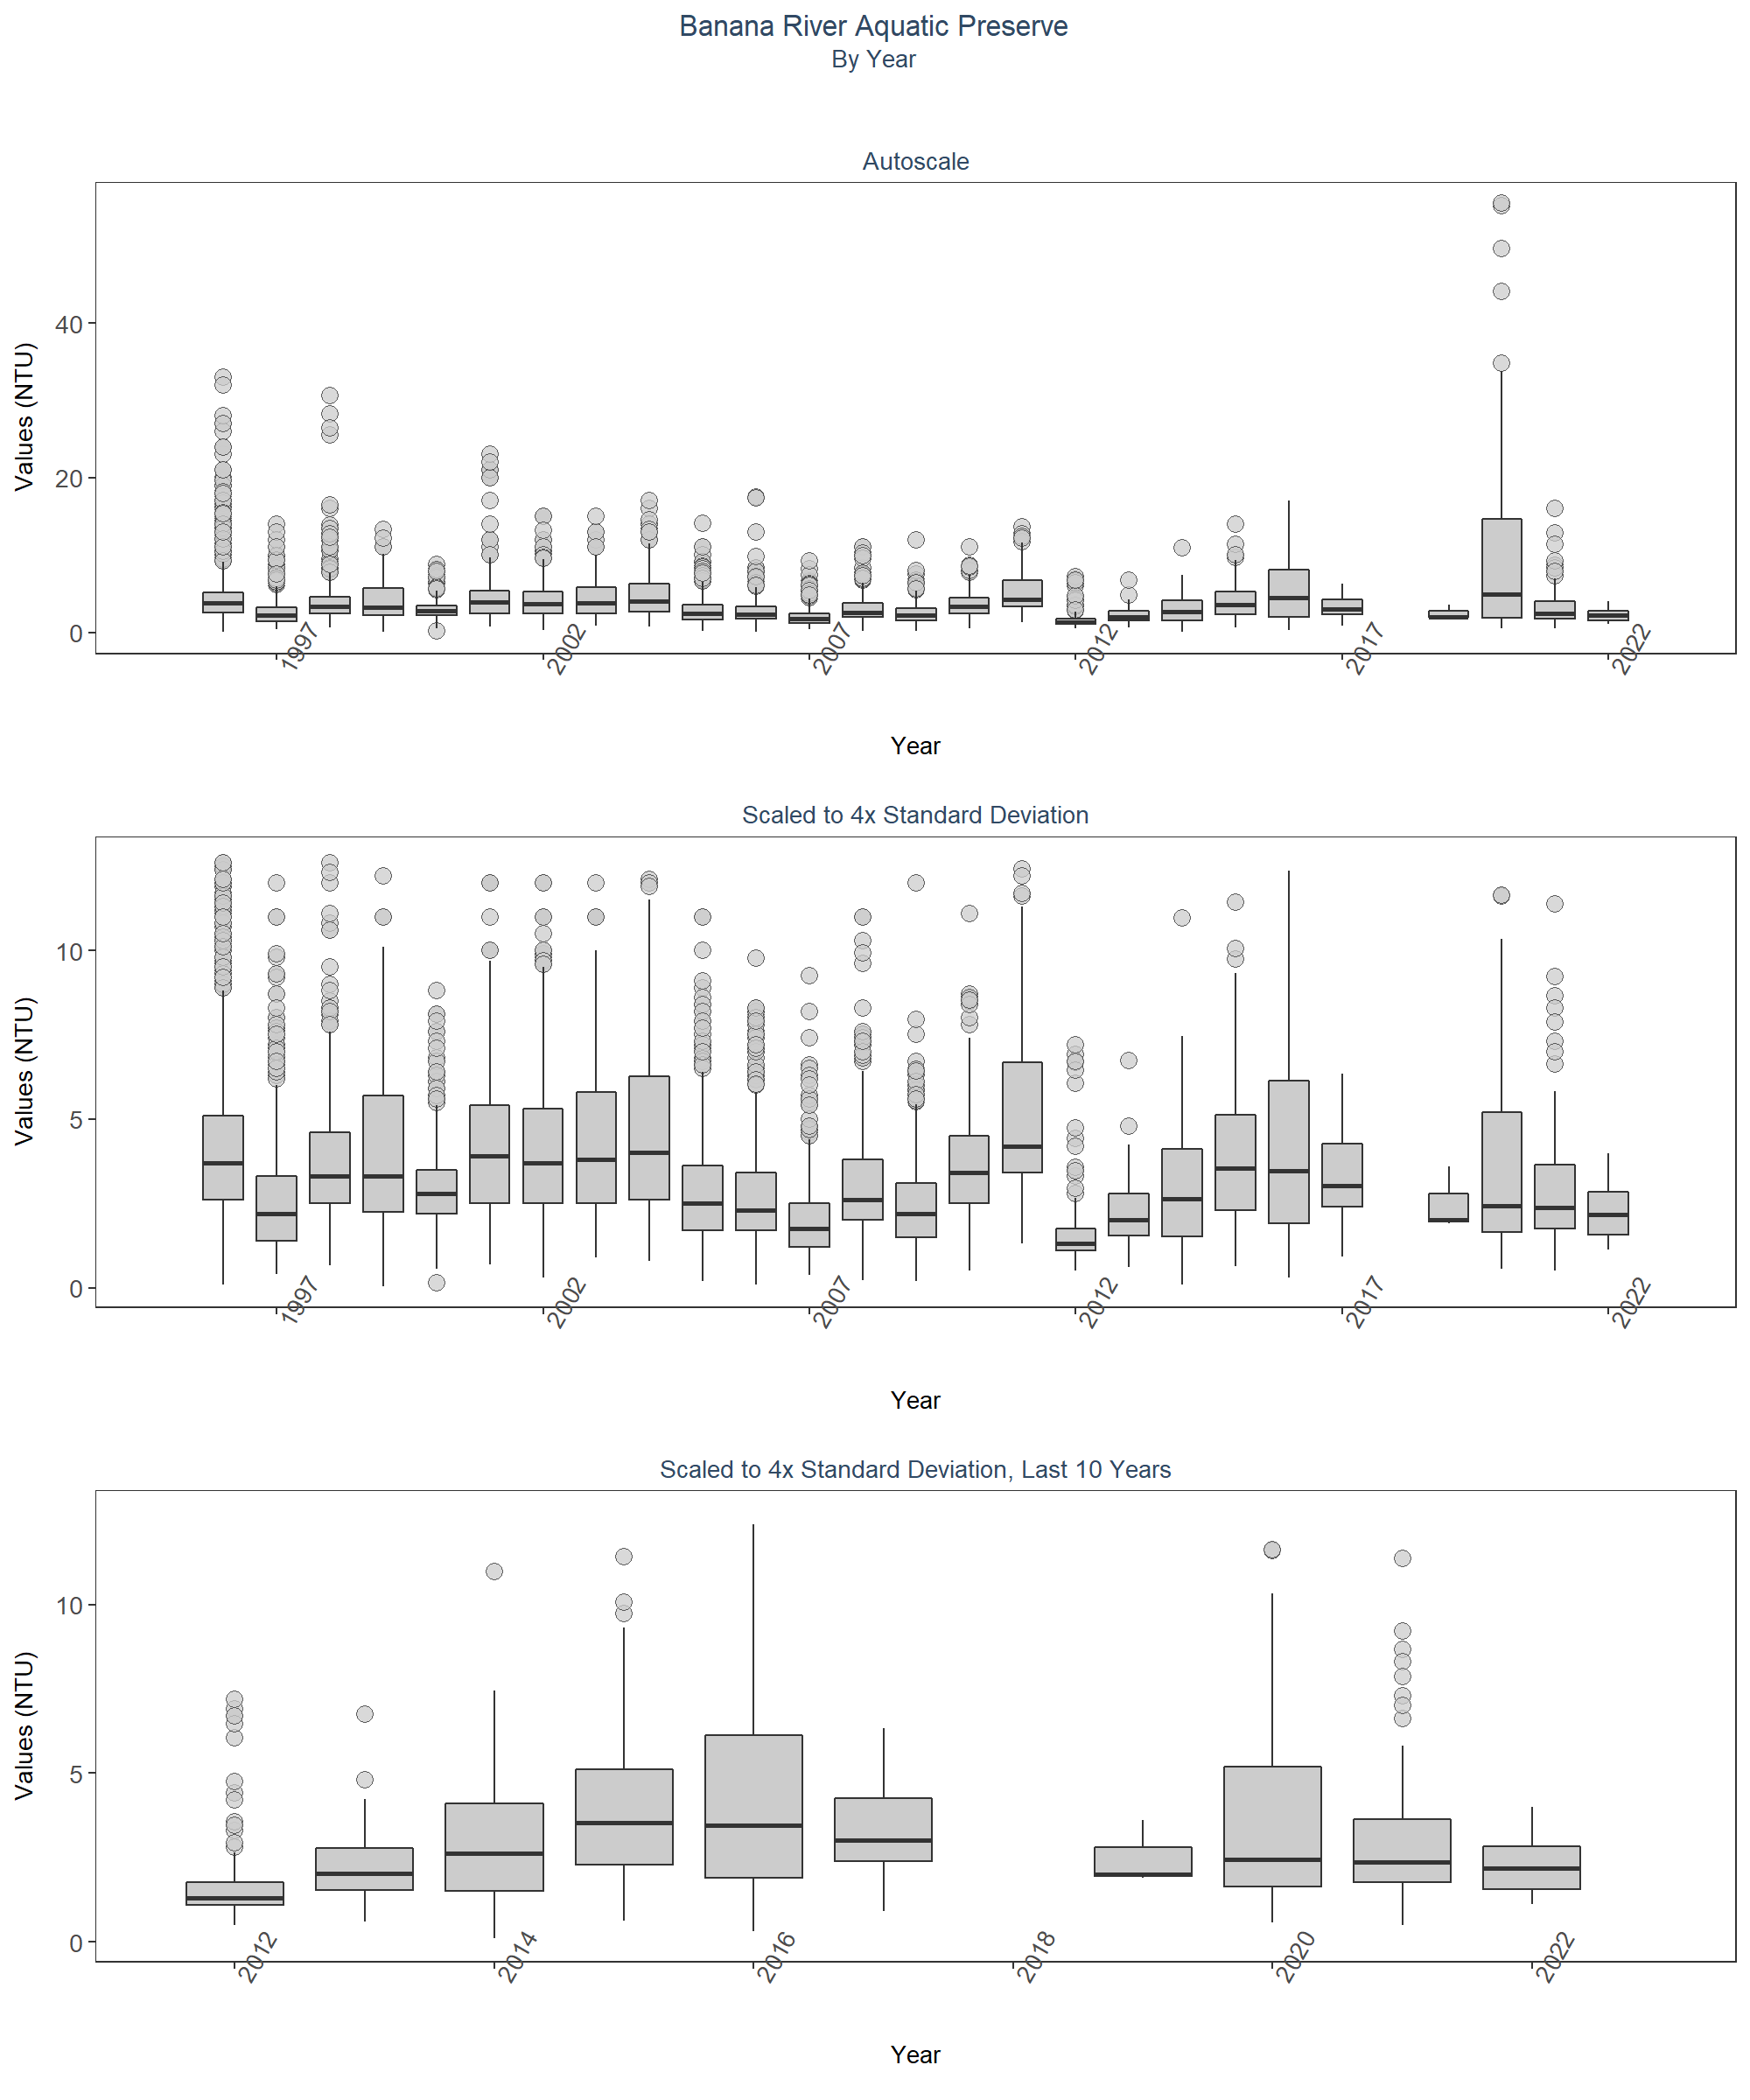 Banana River Aquatic Preserve
By Year
Autoscale
Values (NTU)
40
20
0
1997 2002 2007 2012 2017 2022
Year
Scaled to 4x Standard Deviation
Values (NTU)
10
5
0
1997 2002 2007 2012 2017 2022
Year
Scaled to 4x Standard Deviation, Last 10 Years
Values (NTU)
10
5
0
2012 2014 2016 2018 2020 2022
Year